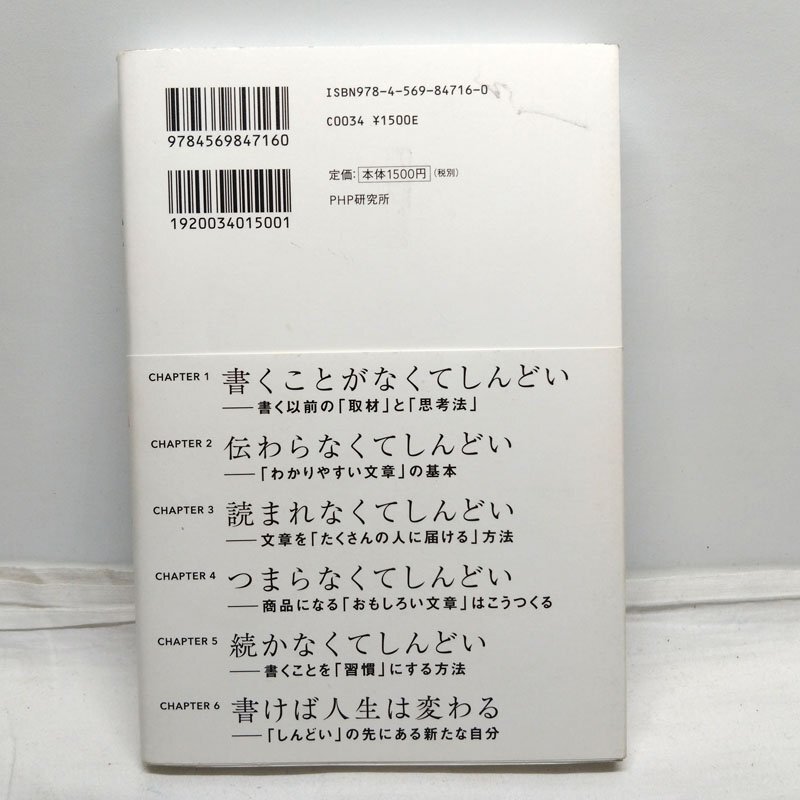 ISBN978-4-569-84716-0
C0034 ¥1500E
9784569847160
定価:本体1500円(税別)
PHP研究所
1920034015001
CHAPTER 1 書くことがなくてしんどい
──書く以前の「取材」と「思考法」
CHAPTER 2 伝わらなくてしんどい
──「わかりやすい文章」の基本
CHAPTER 3 読まれなくてしんどい
──文章を「たくさんの人に届ける」方法
CHAPTER 4 つまらなくてしんどい
──商品になる「おもしろい文章」はこうつくる
CHAPTER 5 続かなくてしんどい
──書くことを「習慣」にする方法
CHAPTER 6 書けば人生は変わる
──「しんどい」の先にある新たな自分